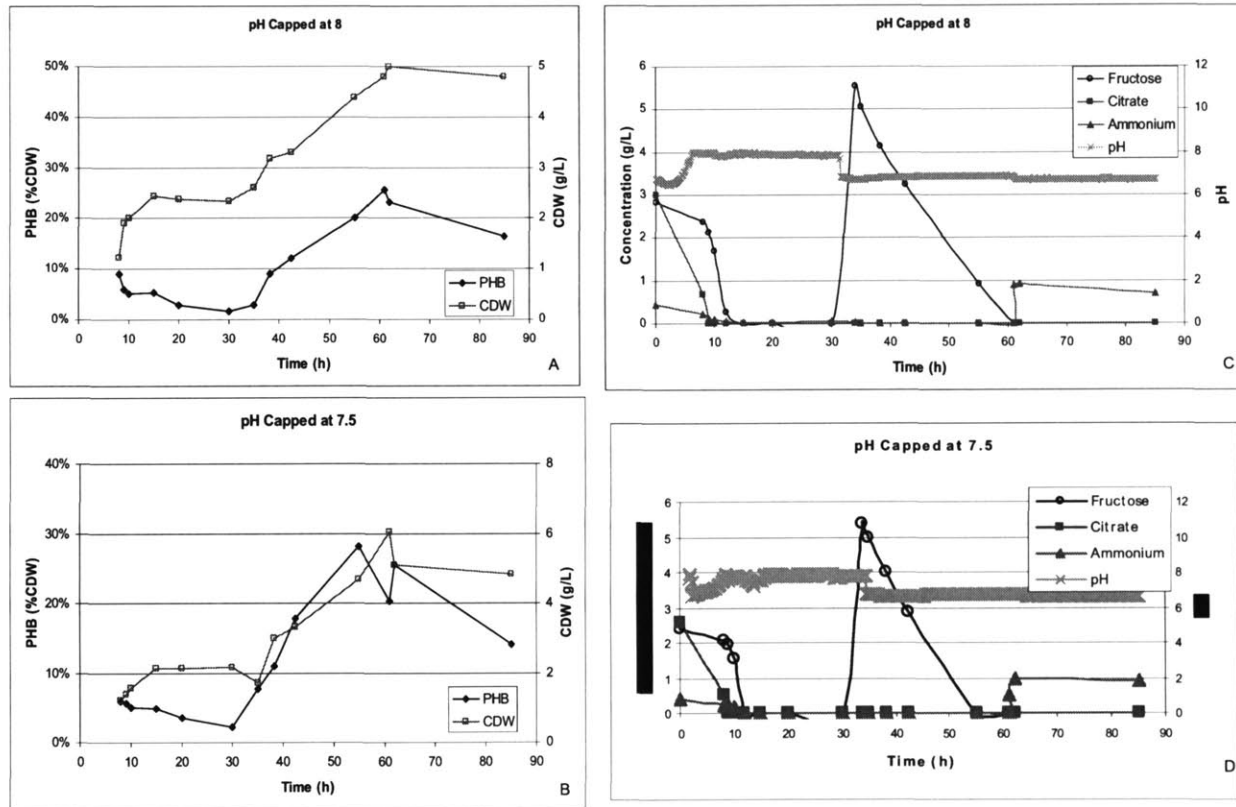 pH Capped at 8
50%
40%
30%
20%
10%
0%
PHB (%CDW)
5
4
3
2
1
0
CDW (g/L)
PHB
CDW
0 10 20 30 40 50 60 70 80 90
Time (h)
A
pH Capped at 8
6
5
4
3
2
1
0
Concentration (g/L)
12
10
8
6
4
2
0
pH
Fructose
Citrate
Ammonium
pH
0 10 20 30 40 50 60 70 80 90
Time (h)
C
pH Capped at 7.5
40%
30%
20%
10%
0%
PHB (%CDW)
8
6
4
2
0
CDW (g/L)
PHB
CDW
0 10 20 30 40 50 60 70 80 90
Time (h)
B
pH Capped at 7.5
6
5
4
3
2
1
0
12
10
8
6
4
2
0
Fructose
Citrate
Ammonium
pH
0 10 20 30 40 50 60 70 80 90
Time (h)
D